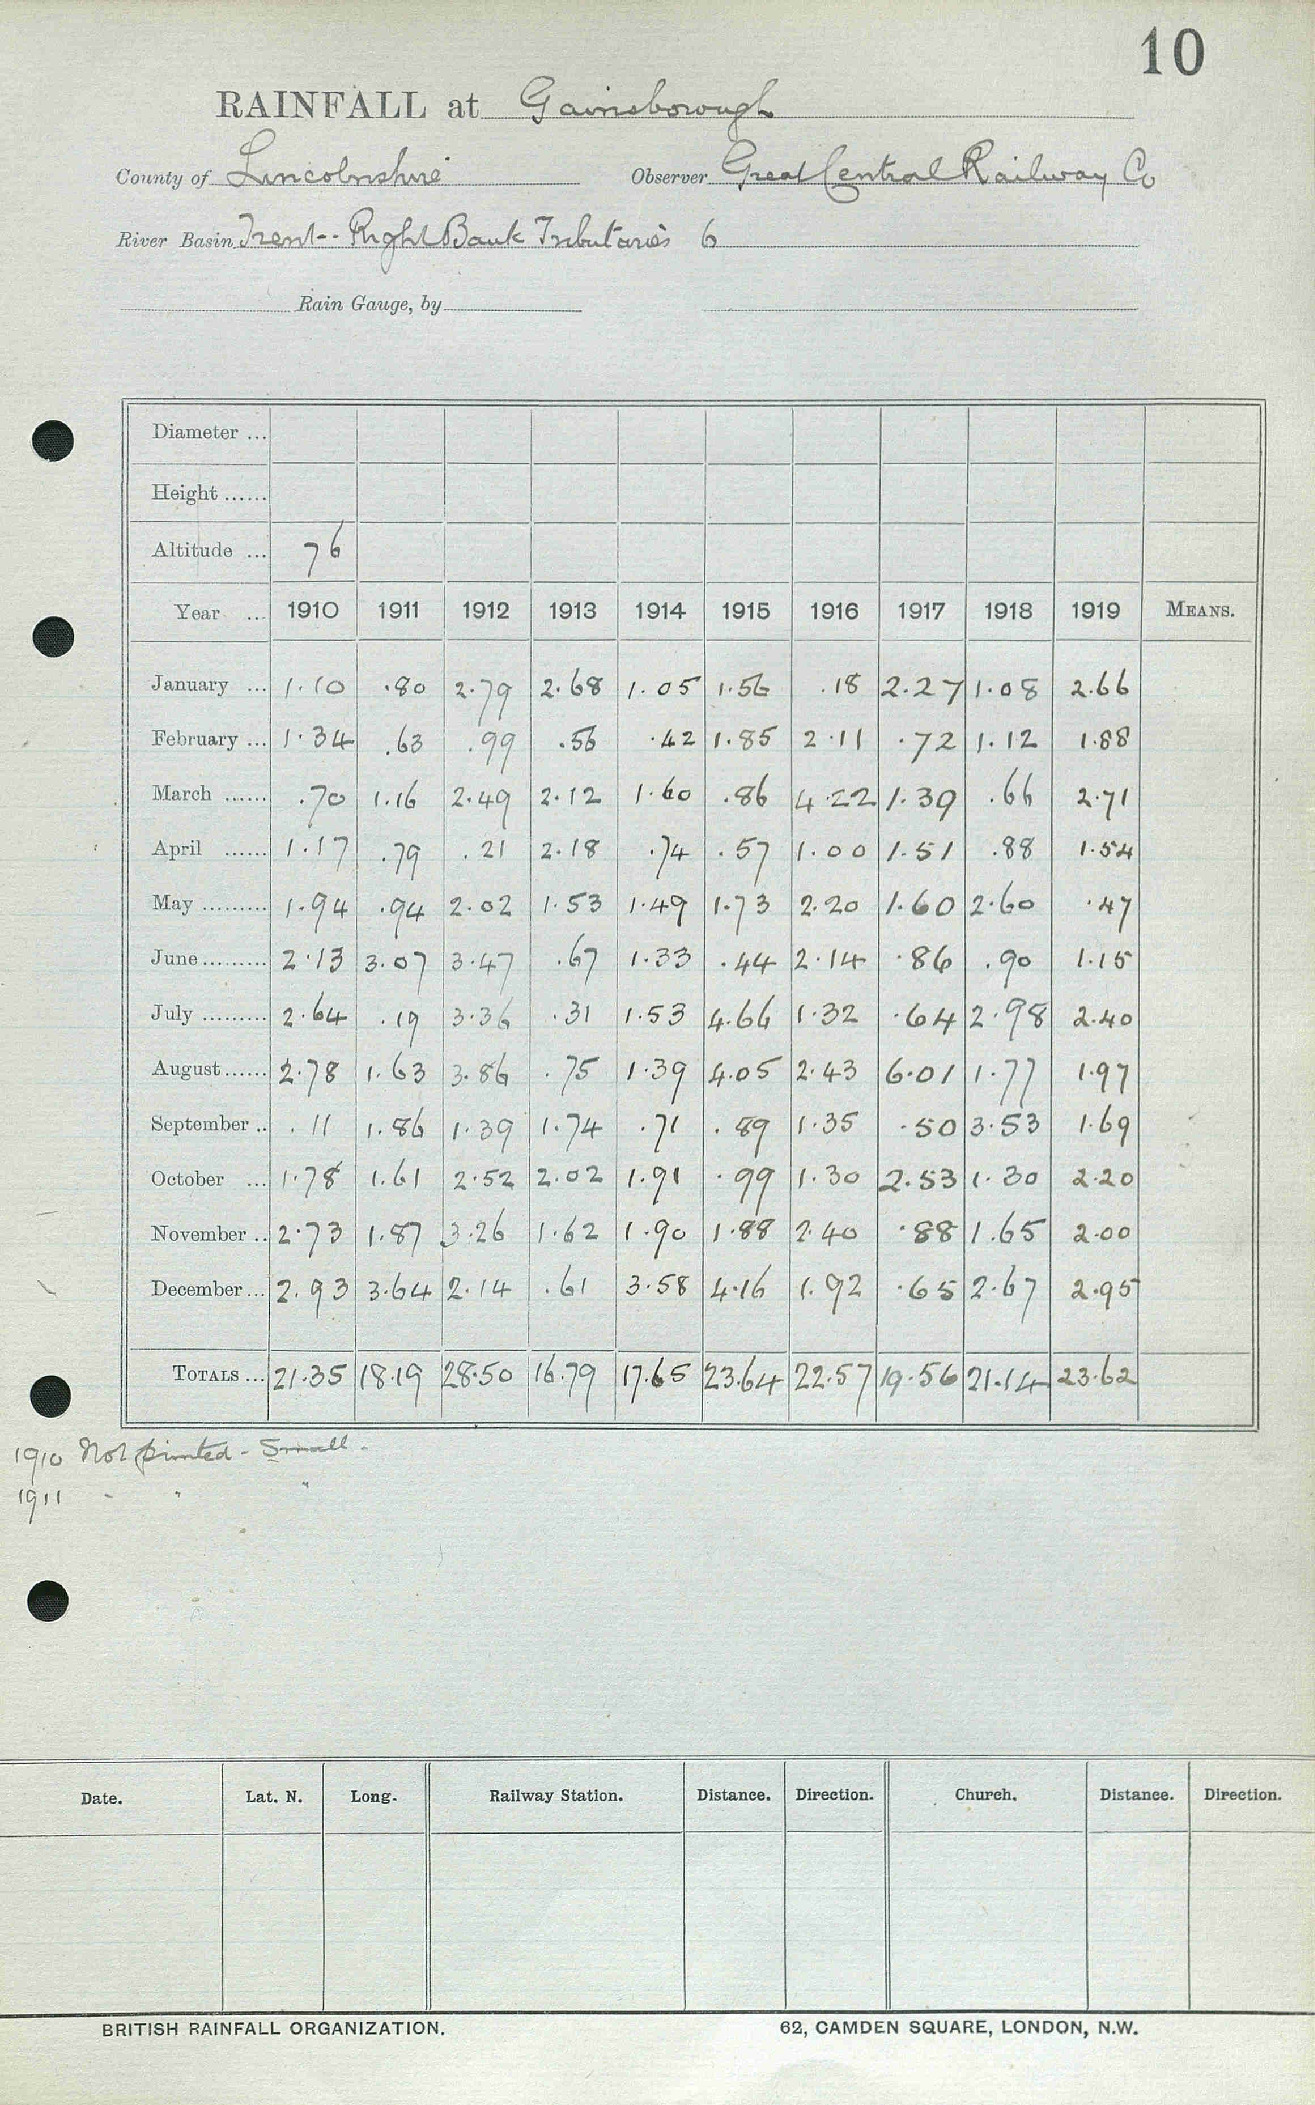 10
RAINFALL at Gainsborough
County of Lincolnshire Observer Great Central Railway Co
River Basin Trent-- Right Bank Tributaries 6
Rain Gauge, by
Diameter ...
Height ......
Altitude ... 76
Year ... 1910 1911 1912 1913 1914 1915 1916 1917 1918 1919 MEANS.
January ... 1.10 .80 2.79 2.68 1.05 1.56 .18 2.27 1.08 2.66
February ... 1.34 .63 .99 .56 .42 1.85 2.11 .72 1.12 1.88
March ...... .70 1.16 2.49 2.12 1.60 .86 4.22 1.39 .66 2.71
April ...... 1.17 .79 .21 2.18 .74 .57 1.00 1.51 .88 1.54
May ......... 1.94 .94 2.02 1.53 1.49 1.73 2.20 1.60 2.60 .47
June ......... 2.13 3.07 3.47 .67 1.33 .44 2.14 .86 .90 1.15
July ......... 2.64 .19 3.36 .31 1.53 4.66 1.32 .64 2.98 2.40
August ...... 2.78 1.63 3.86 .75 1.39 4.05 2.43 6.01 1.77 1.97
September .. .11 1.86 1.39 1.74 .71 .89 1.35 .50 3.53 1.69
October ... 1.78 1.61 2.52 2.02 1.91 .99 1.30 2.53 1.30 2.20
November .. 2.73 1.87 3.26 1.62 1.90 1.88 2.40 .88 1.65 2.00
December ... 2.93 3.64 2.14 .61 3.58 4.16 1.92 .65 2.67 2.95
TOTALS ... 21.35 18.19 28.50 16.79 17.65 23.64 22.57 19.56 21.14 23.62
1910 Not printed - Small -
1911 - " "
Date. Lat. N. Long. Railway Station. Distance. Direction. Church. Distance. Direction.
BRITISH RAINFALL ORGANIZATION. 62, CAMDEN SQUARE, LONDON, N.W.